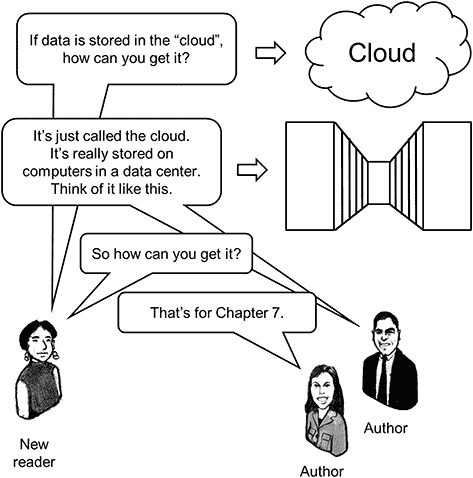 If data is stored in the “cloud”,
how can you get it?
Cloud
It’s just called the cloud.
It’s really stored on
computers in a data center.
Think of it like this.
So how can you get it?
That’s for Chapter 7.
New
reader
Author
Author